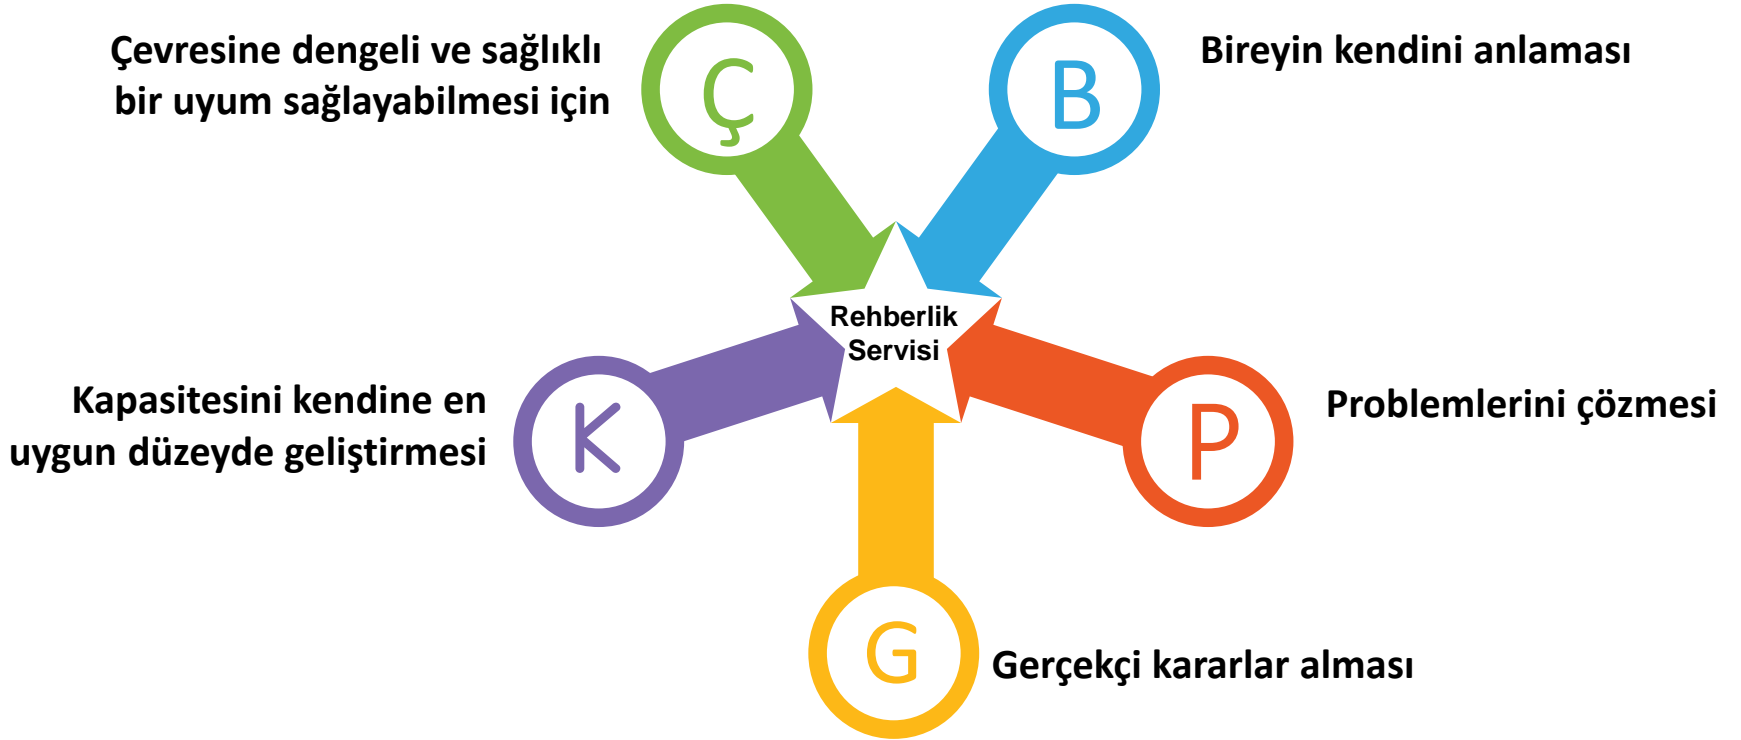 Çevresine dengeli ve sağlıklı
bir uyum sağlayabilmesi için
Ç
B
Bireyin kendini anlaması
Rehberlik
Servisi
Kapasitesini kendine en
uygun düzeyde geliştirmesi
K
P
Problemlerini çözmesi
G
Gerçekçi kararlar alması